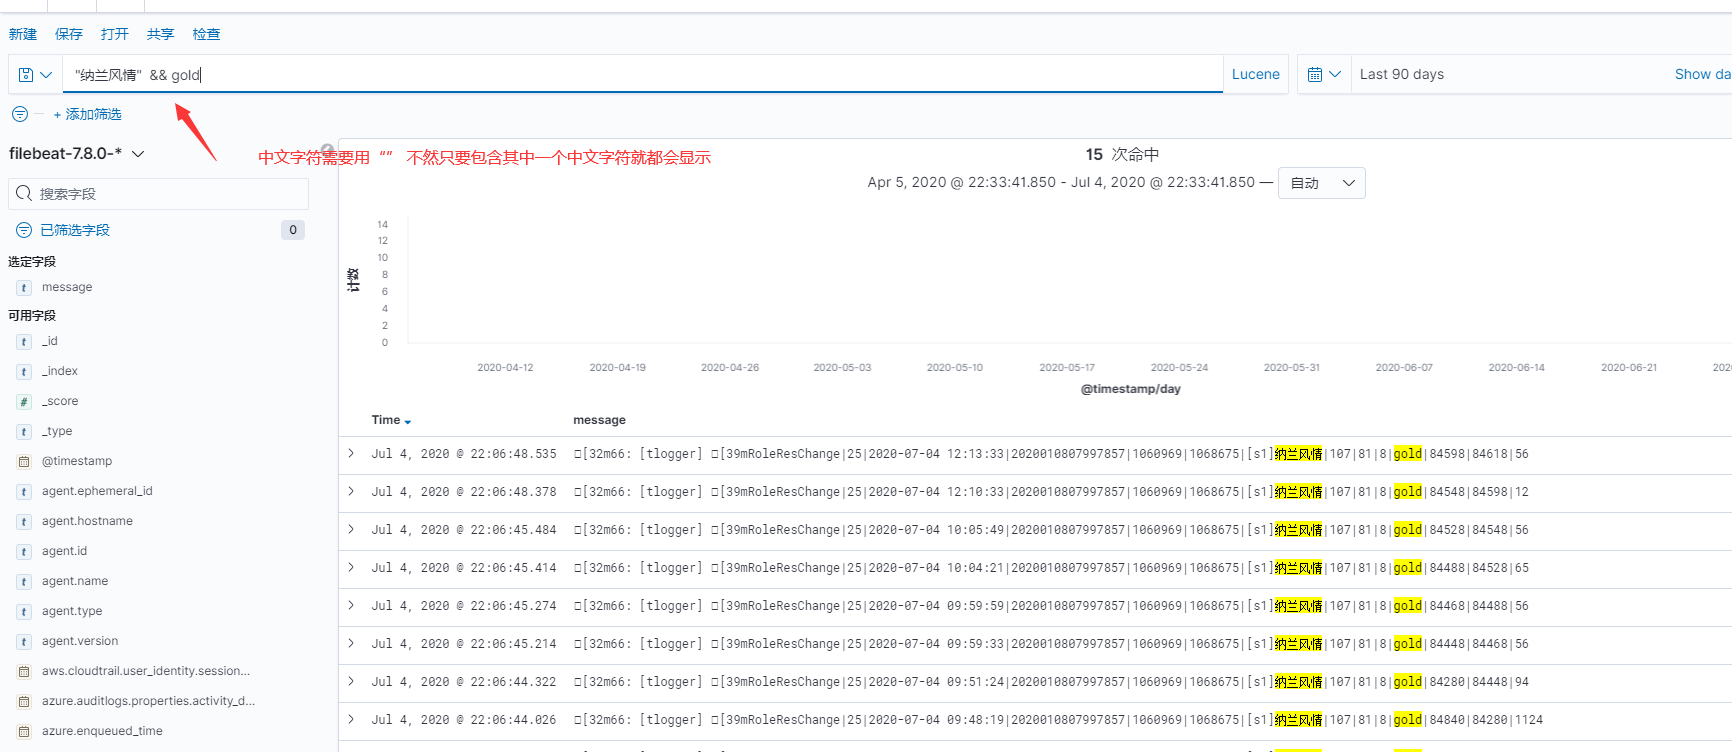 新建 保存 打开 共享 检查
"纳兰风情" && gold
Lucene
Last 90 days
Show da
+ 添加筛选
filebeat-7.8.0-*
中文字符需要用 “” 不然只要包含其中一个中文字符就都会显示
15 次命中
搜索字段
Apr 5, 2020 @ 22:33:41.850 - Jul 4, 2020 @ 22:33:41.850 —
自动
已筛选字段
0
选定字段
t message
可用字段
t _id
t _index
# _score
t _type
@timestamp
t agent.ephemeral_id
t agent.hostname
t agent.id
t agent.name
t agent.type
t agent.version
aws.cloudtrail.user_identity.session...
azure.auditlogs.properties.activity_d...
azure.enqueued_time
计数
14
12
10
8
6
4
2
0
2020-04-12 2020-04-19 2020-04-26 2020-05-03 2020-05-10 2020-05-17 2020-05-24 2020-05-31 2020-06-07 2020-06-14 2020-06-21 202
@timestamp/day
Time message
Jul 4, 2020 @ 22:06:48.535 [32m66: [tlogger] [39mRoleResChange|25|2020-07-04 12:13:33|2020010807997857|1060969|1068675|[s1]纳兰风情|107|81|8|gold|84598|84618|56
Jul 4, 2020 @ 22:06:48.378 [32m66: [tlogger] [39mRoleResChange|25|2020-07-04 12:10:33|2020010807997857|1060969|1068675|[s1]纳兰风情|107|81|8|gold|84548|84598|12
Jul 4, 2020 @ 22:06:45.484 [32m66: [tlogger] [39mRoleResChange|25|2020-07-04 10:05:49|2020010807997857|1060969|1068675|[s1]纳兰风情|107|81|8|gold|84528|84548|56
Jul 4, 2020 @ 22:06:45.414 [32m66: [tlogger] [39mRoleResChange|25|2020-07-04 10:04:21|2020010807997857|1060969|1068675|[s1]纳兰风情|107|81|8|gold|84488|84528|65
Jul 4, 2020 @ 22:06:45.274 [32m66: [tlogger] [39mRoleResChange|25|2020-07-04 09:59:59|2020010807997857|1060969|1068675|[s1]纳兰风情|107|81|8|gold|84468|84488|56
Jul 4, 2020 @ 22:06:45.214 [32m66: [tlogger] [39mRoleResChange|25|2020-07-04 09:59:33|2020010807997857|1060969|1068675|[s1]纳兰风情|107|81|8|gold|84448|84468|56
Jul 4, 2020 @ 22:06:44.322 [32m66: [tlogger] [39mRoleResChange|25|2020-07-04 09:51:24|2020010807997857|1060969|1068675|[s1]纳兰风情|107|81|8|gold|84280|84448|94
Jul 4, 2020 @ 22:06:44.026 [32m66: [tlogger] [39mRoleResChange|25|2020-07-04 09:48:19|2020010807997857|1060969|1068675|[s1]纳兰风情|107|81|8|gold|84840|84280|1124